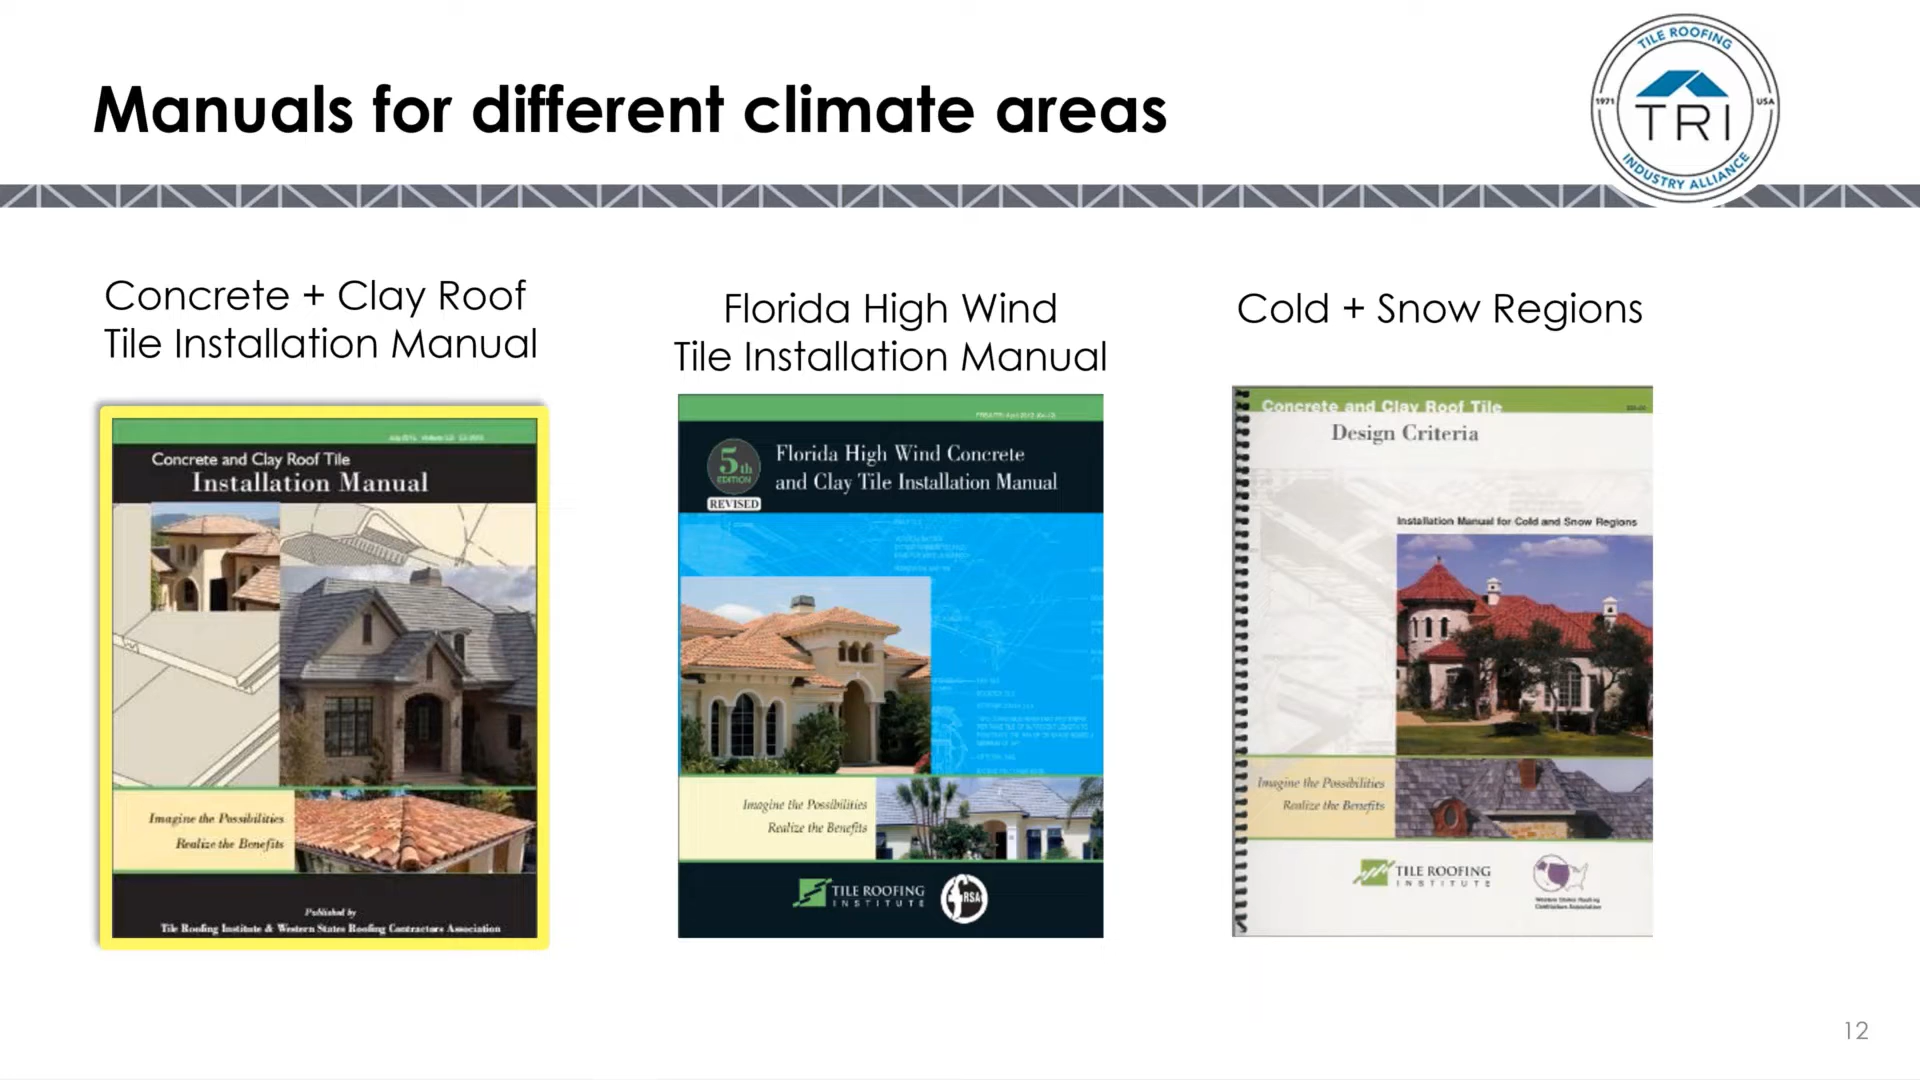 Manuals for different climate areas
TILE ROOFING
1971
USA
TRI
INDUSTRY ALLIANCE
Concrete + Clay Roof
Tile Installation Manual
Concrete and Clay Roof Tile
Installation Manual
Imagine the Possibilities
Realize the Benefits
Published by
Tile Roofing Institute & Western States Roofing Contractors Association
Florida High Wind
Tile Installation Manual
5th
EDITION
REVISED
Florida High Wind Concrete
and Clay Tile Installation Manual
Imagine the Possibilities
Realize the Benefits
TILE ROOFING
INSTITUTE
RSA
Cold + Snow Regions
Concrete and Clay Roof Tile
Design Criteria
Installation Manual for Cold and Snow Regions
Imagine the Possibilities
Realize the Benefits
TILE ROOFING
INSTITUTE
Western States Roofing
Contractors Association
12